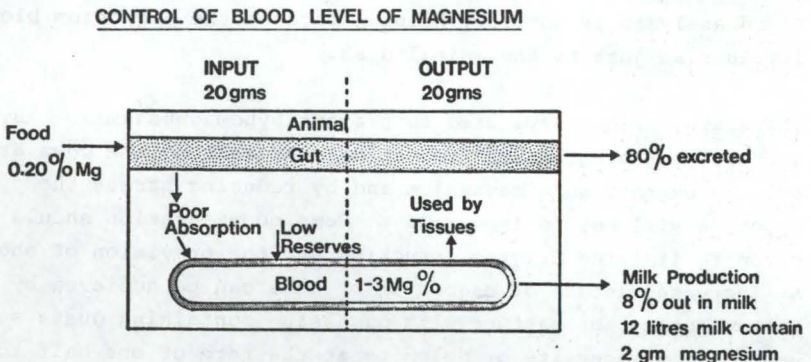 CONTROL OF BLOOD LEVEL OF MAGNESIUM
INPUT
20gms
OUTPUT
20gms
Animal
Gut
Food
0.20% Mg
80% excreted
Poor
Absorption
Low
Reserves
Used by
Tissues
Blood
1-3 Mg %
Milk Production
8% out in milk
12 litres milk contain
2 gm magnesium